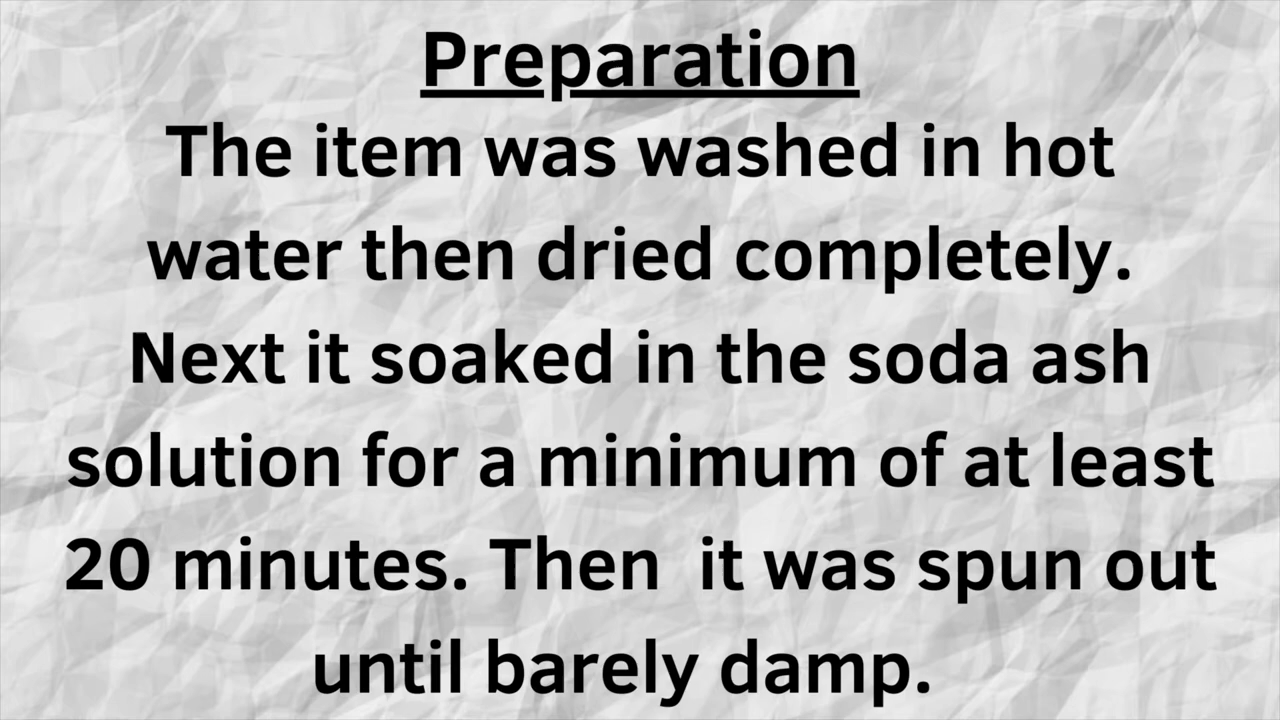 Preparation
The item was washed in hot
water then dried completely.
Next it soaked in the soda ash
solution for a minimum of at least
20 minutes. Then  it was spun out
until barely damp.